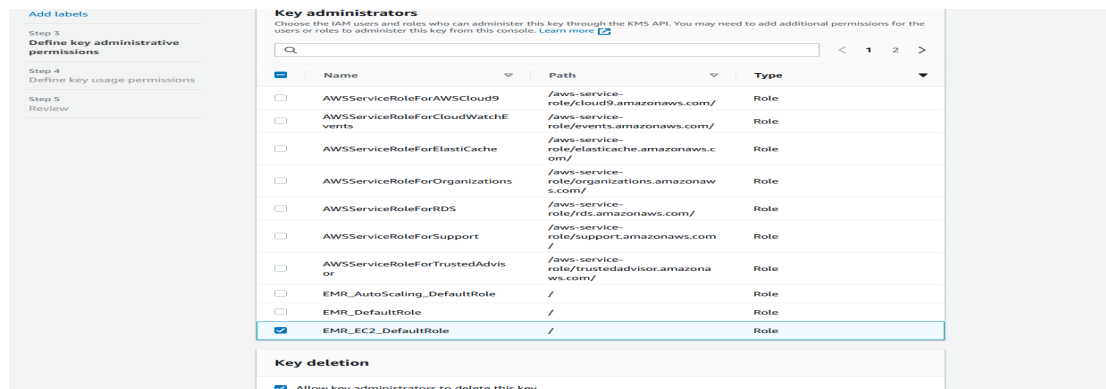 Add labels
Step 3
Define key administrative
permissions
Step 4
Define key usage permissions
Step 5
Review
Key administrators
Choose the IAM users and roles who can administer this key through the KMS API. You may need to add additional permissions for the
users or roles to administer this key from this console. Learn more
< 1 2 >
Name Path Type
AWSServiceRoleForAWSCloud9 /aws-service-
role/cloud9.amazonaws.com/ Role
AWSServiceRoleForCloudWatchE
vents /aws-service-
role/events.amazonaws.com/ Role
AWSServiceRoleForElastiCache /aws-service-
role/elasticache.amazonaws.c
om/ Role
AWSServiceRoleForOrganizations /aws-service-
role/organizations.amazonaw
s.com/ Role
AWSServiceRoleForRDS /aws-service-
role/rds.amazonaws.com/ Role
AWSServiceRoleForSupport /aws-service-
role/support.amazonaws.com
/ Role
AWSServiceRoleForTrustedAdvis
or /aws-service-
role/trustedadvisor.amazona
ws.com/ Role
EMR_AutoScaling_DefaultRole / Role
EMR_DefaultRole / Role
EMR_EC2_DefaultRole / Role
Key deletion
Allow key administrators to delete this key